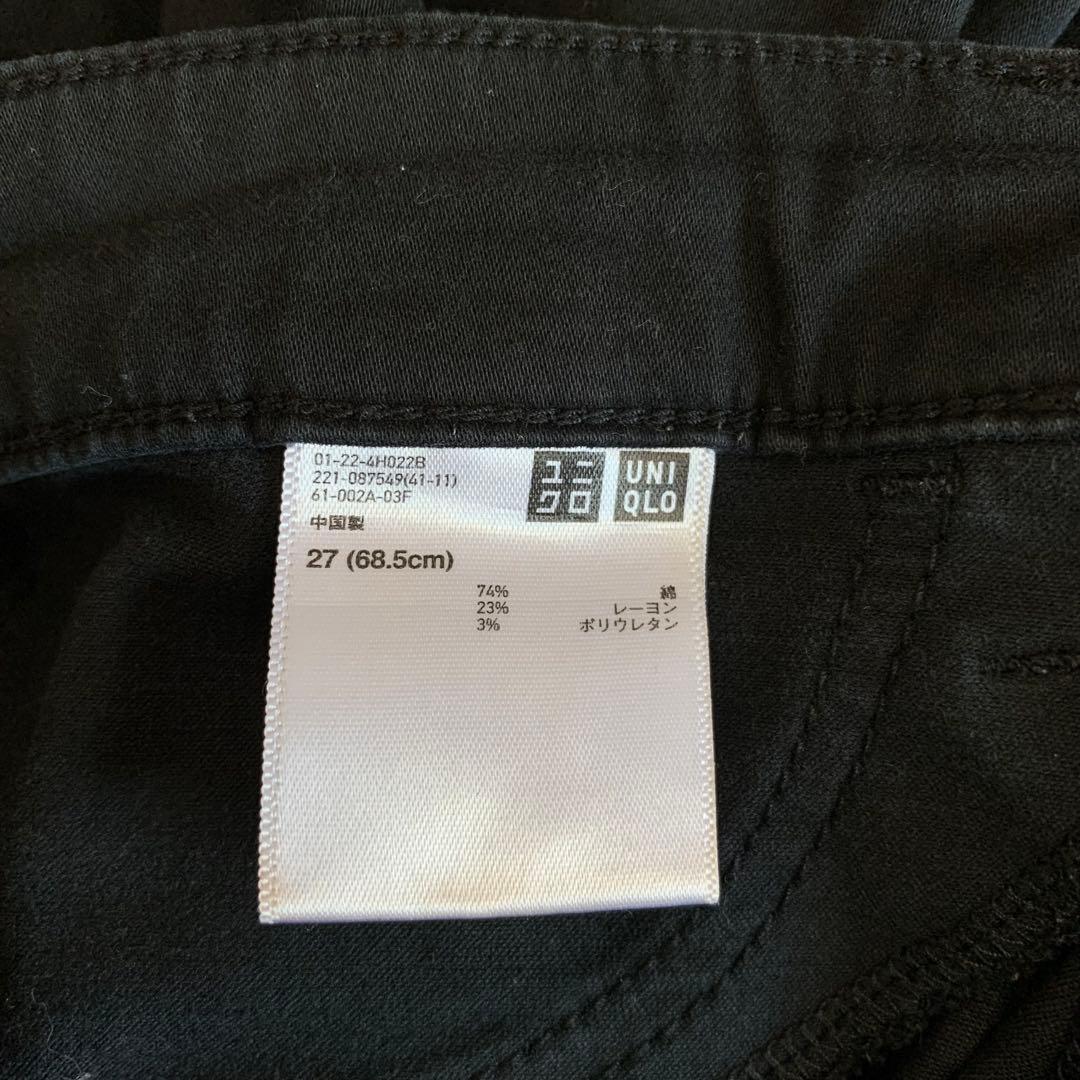 01-22-4H022B
221-087549(41-11)
61-002A-03F
中国製
27 (68.5cm)
ユニ
クロ
UNI
QLO
74% 綿
23% レーヨン
3% ポリウレタン